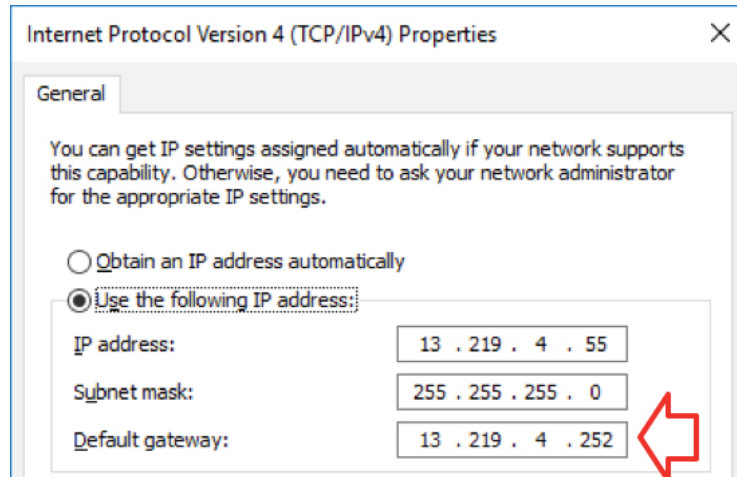 Internet Protocol Version 4 (TCP/IPv4) Properties
General
You can get IP settings assigned automatically if your network supports
this capability. Otherwise, you need to ask your network administrator
for the appropriate IP settings.
Obtain an IP address automatically
Use the following IP address:
IP address: 13 . 219 . 4 . 55
Subnet mask: 255 . 255 . 255 . 0
Default gateway: 13 . 219 . 4 . 252